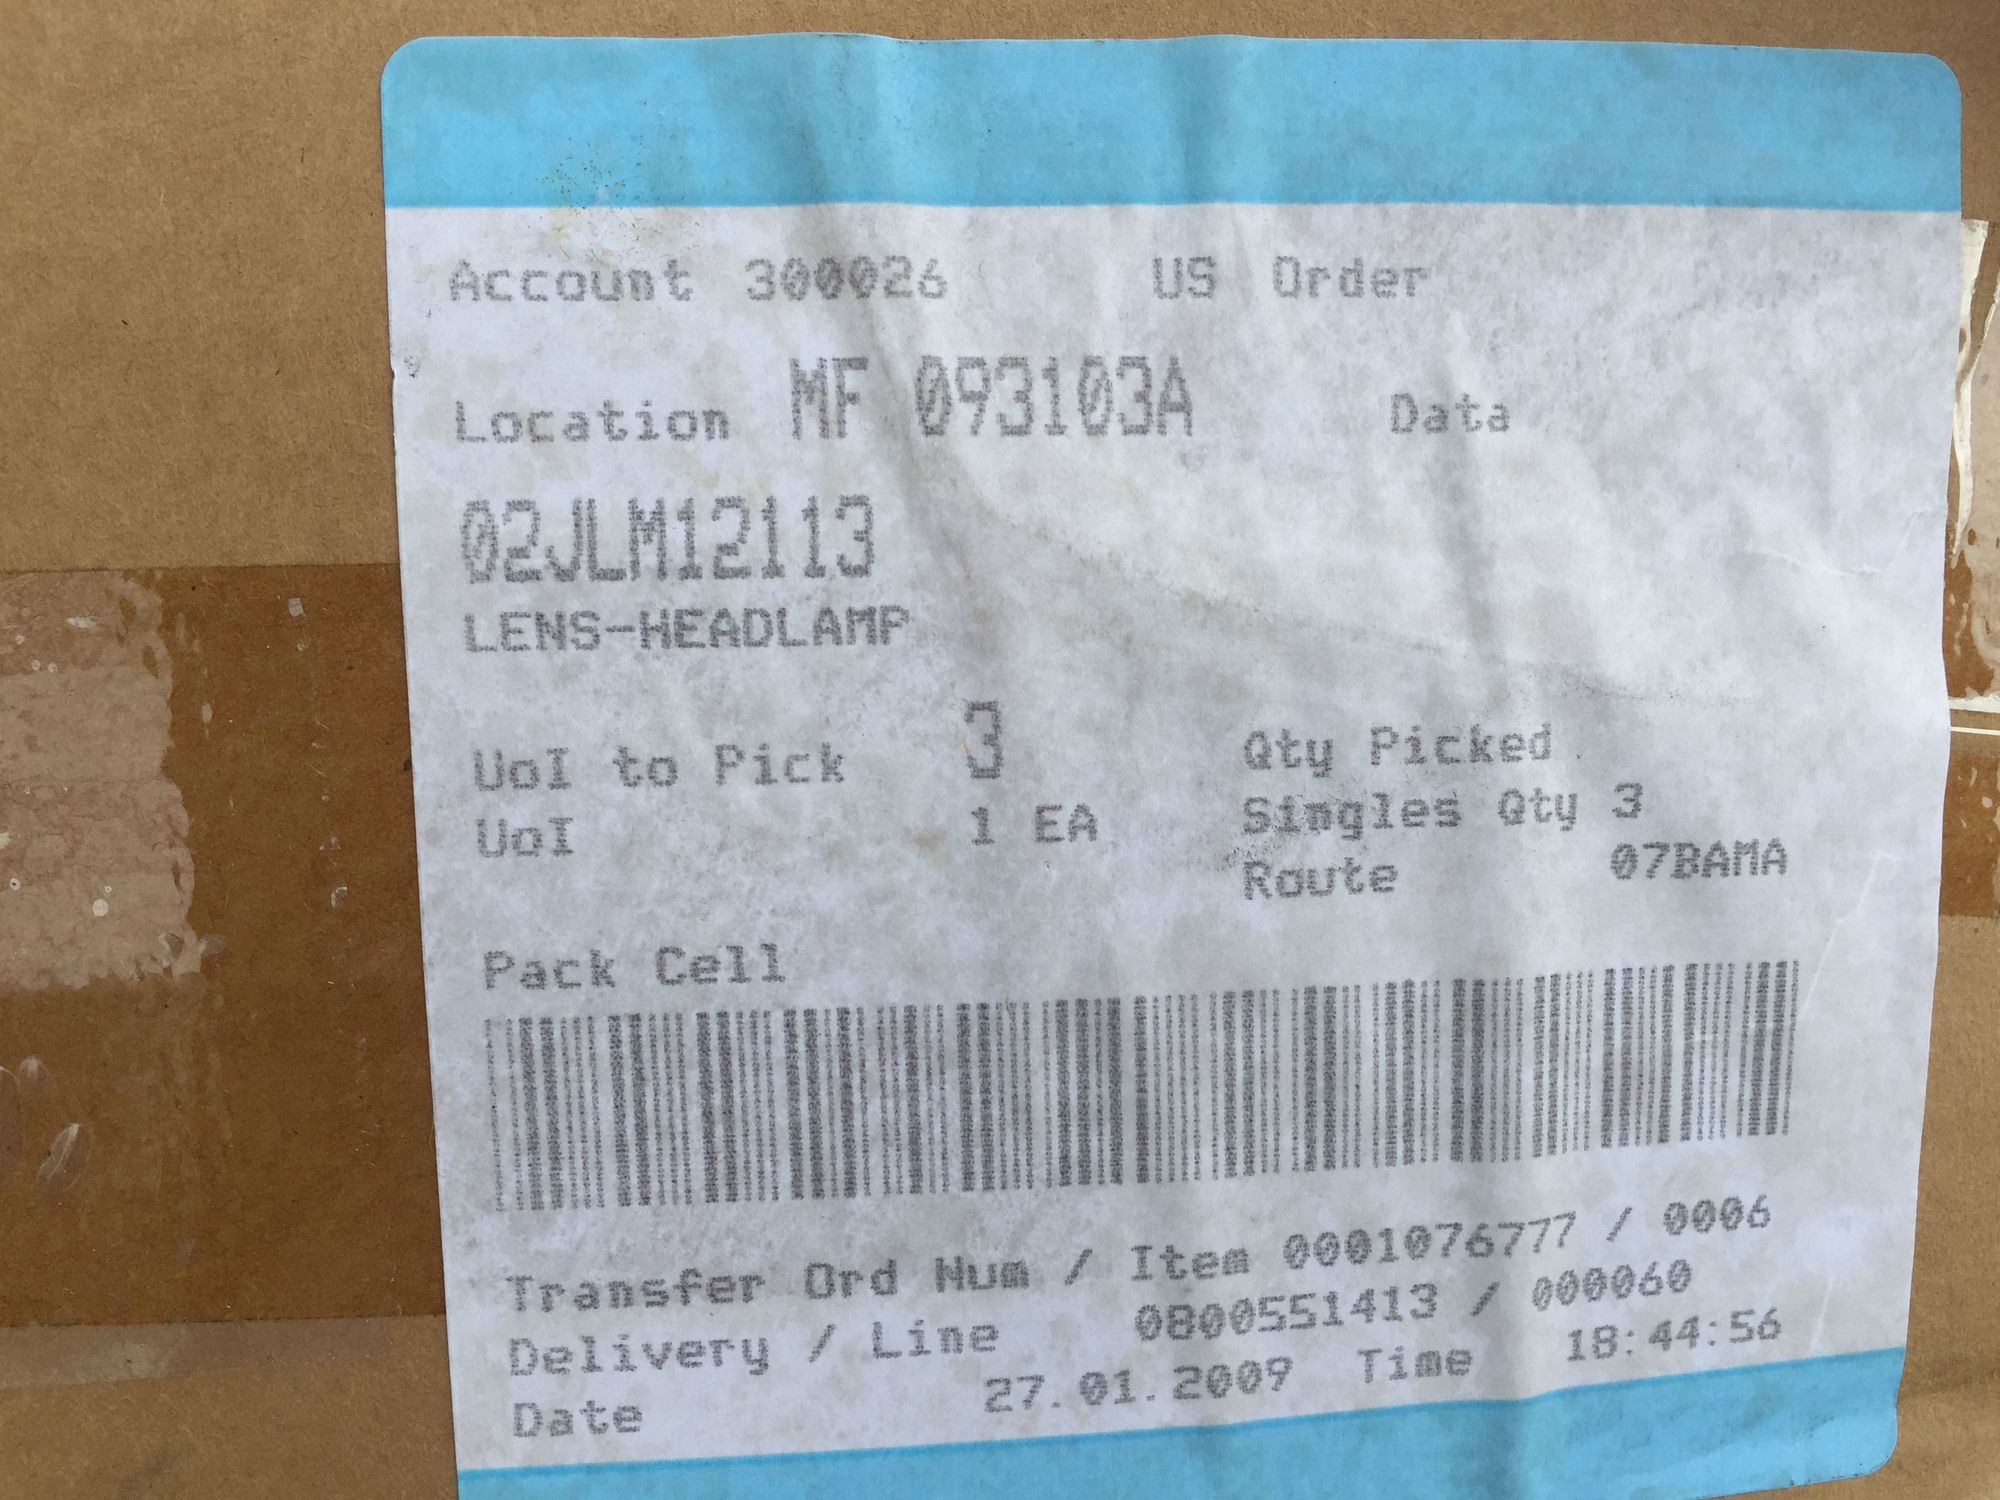 Account 300026 US Order
Location MF 093103A Data
02JLM12113
LENS-HEADLAMP
UoI to Pick 3 Qty Picked
UoI 1 EA Singles Qty 3
Route 07BAMA
Pack Cell
Transfer Ord Num / Item 0001076777 / 0006
Delivery / Line 0800551413 / 000060
Date 27.01.2009 Time 18:44:56